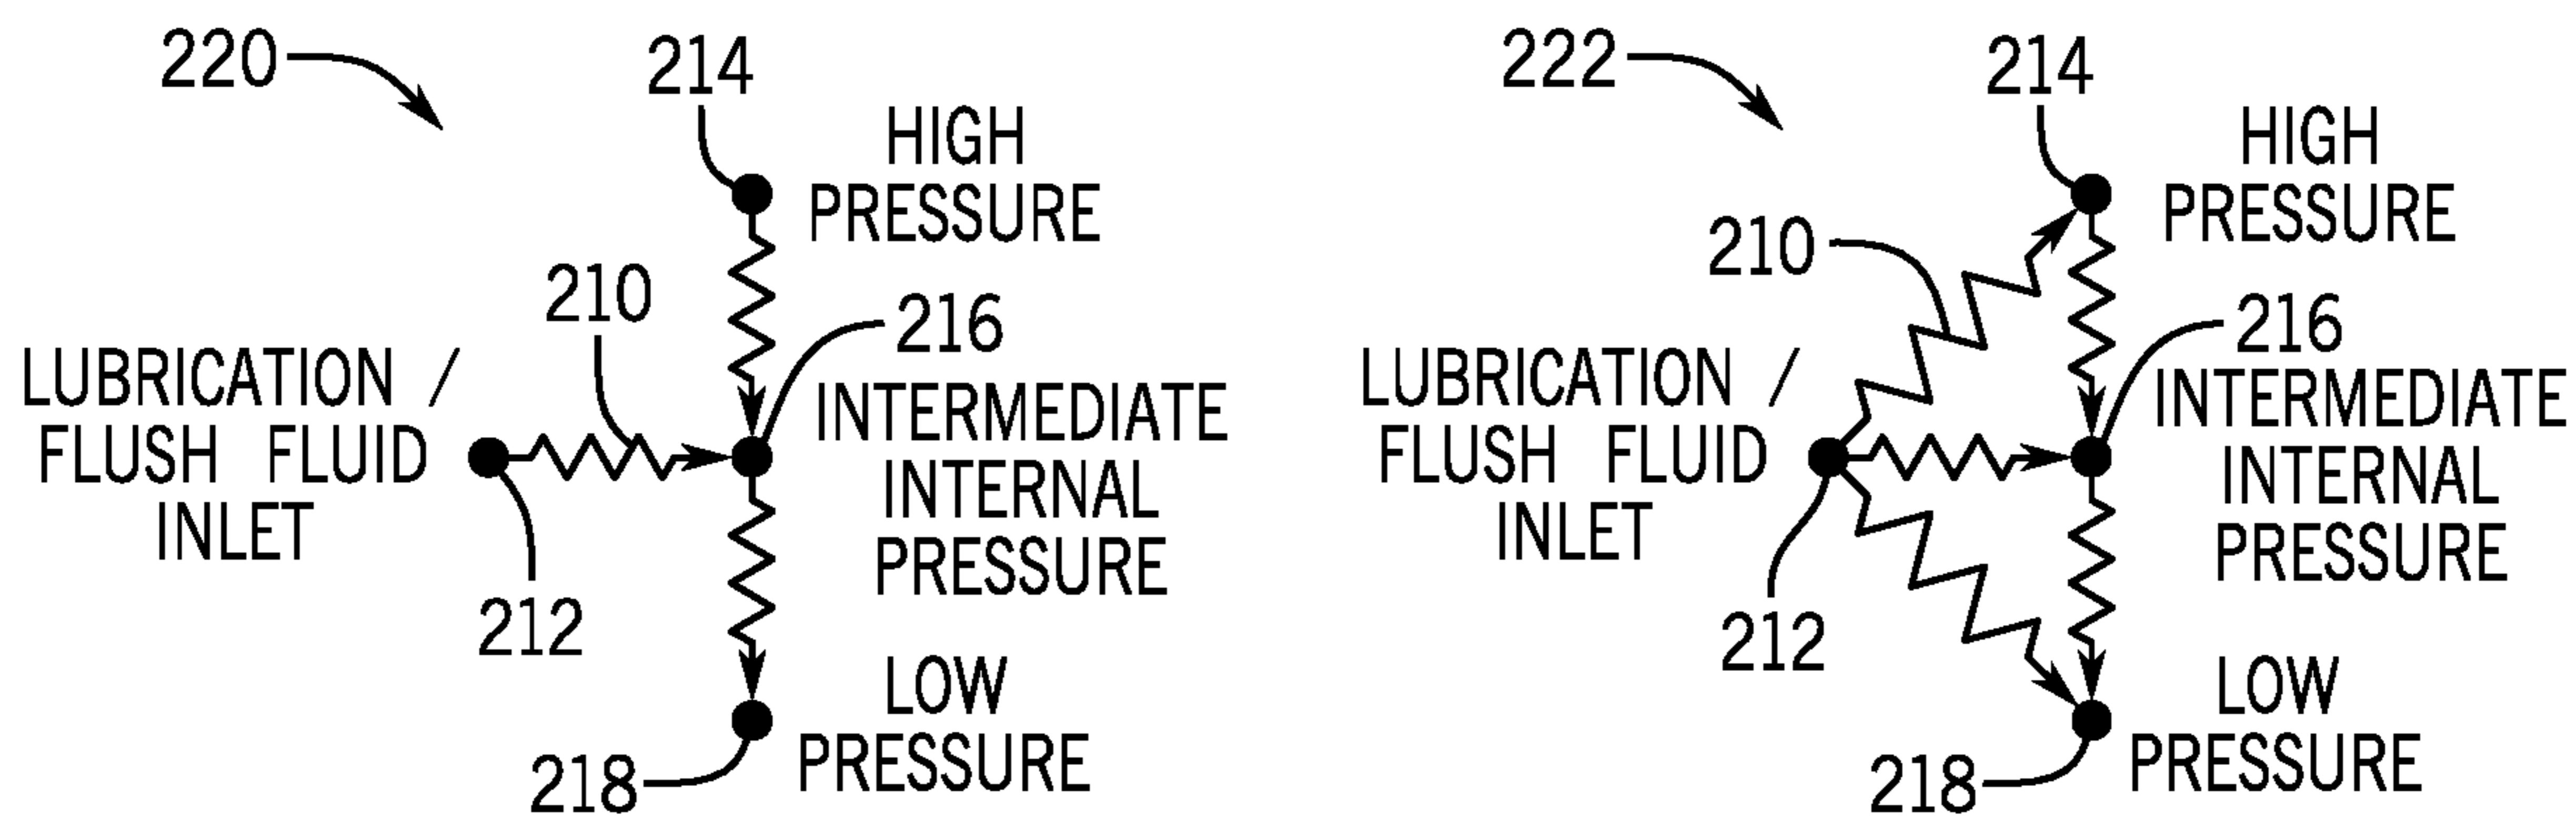 220
214
HIGH
PRESSURE
210
216
LUBRICATION /
FLUSH FLUID
INLET
INTERMEDIATE
INTERNAL
PRESSURE
212
LOW
PRESSURE
218
222
214
HIGH
PRESSURE
210
216
LUBRICATION /
FLUSH FLUID
INLET
INTERMEDIATE
INTERNAL
PRESSURE
212
LOW
PRESSURE
218